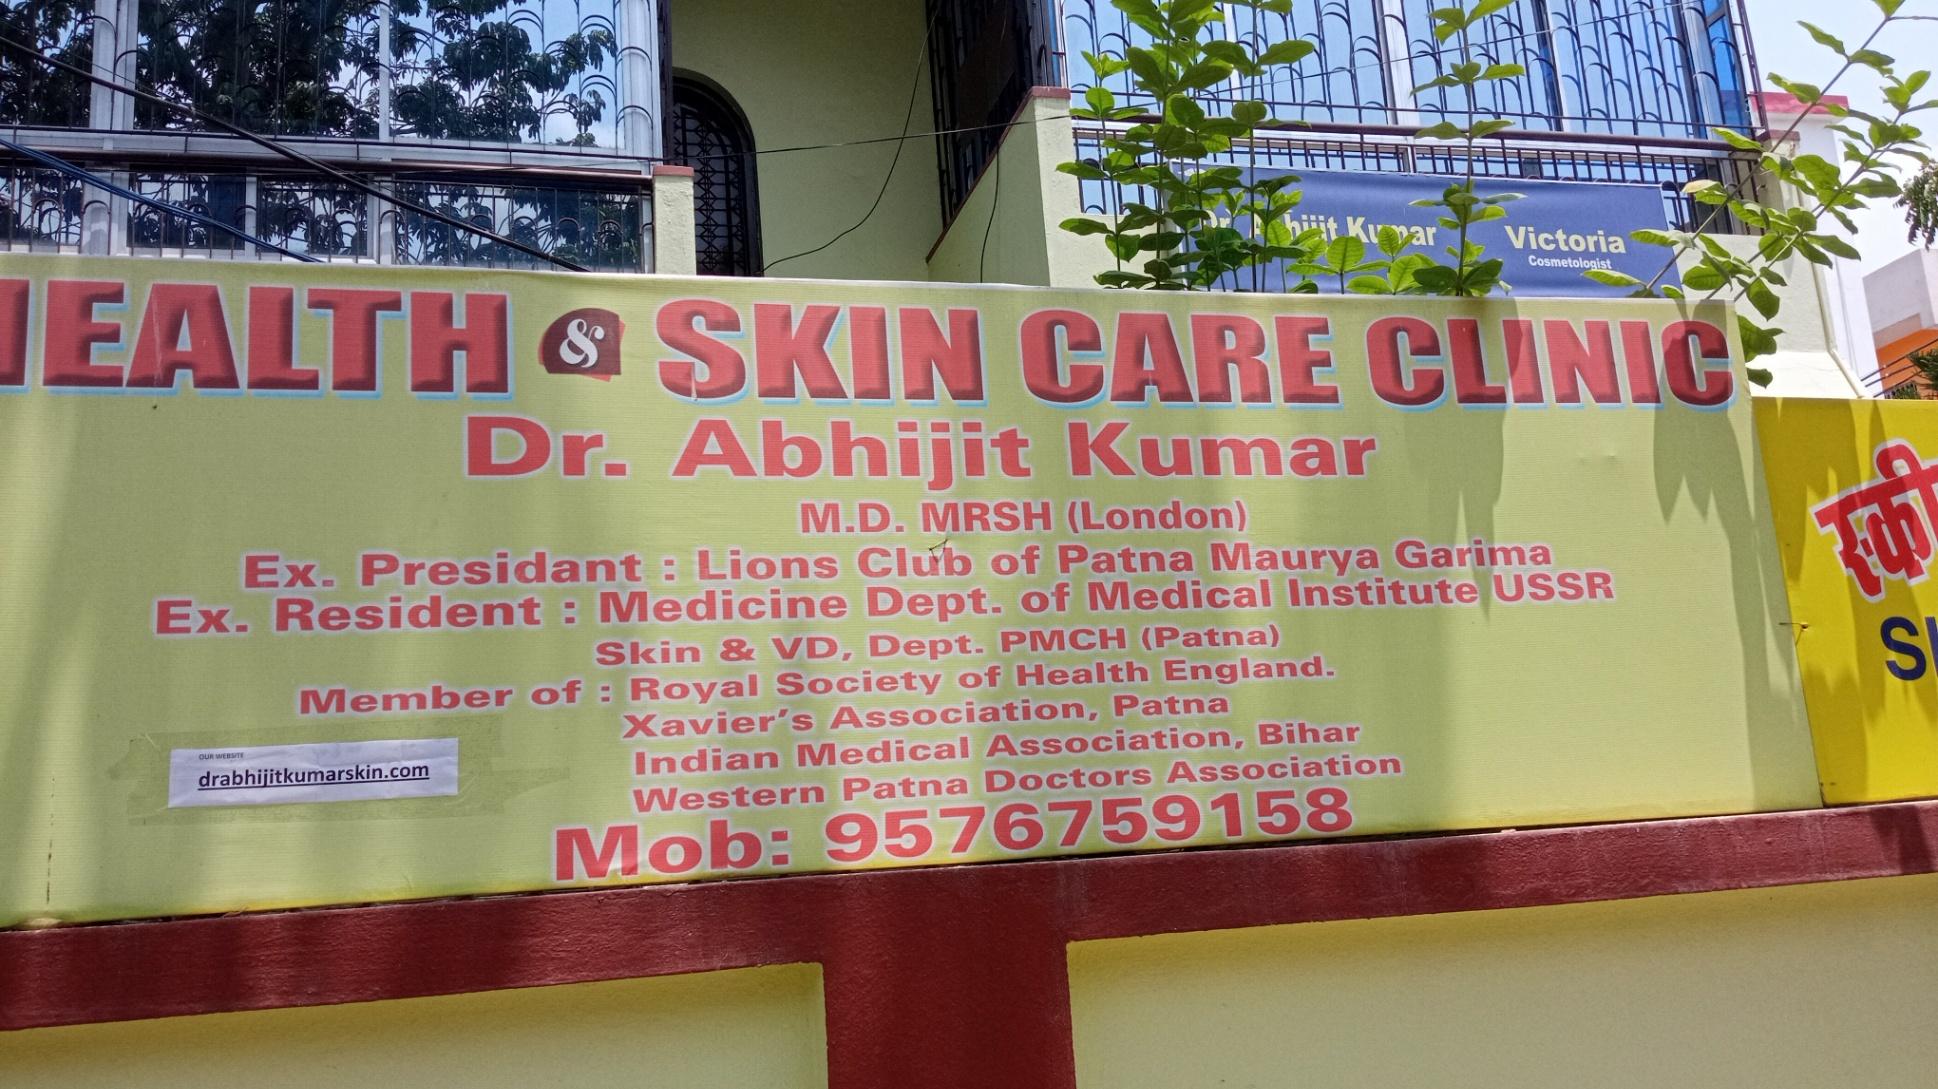 Dr. Abhijit Kumar
Victoria
Cosmetologist
HEALTH & SKIN CARE CLINIC
Dr. Abhijit Kumar
M.D. MRSH (London)
Ex. Presidant : Lions Club of Patna Maurya Garima
Ex. Resident : Medicine Dept. of Medical Institute USSR
Skin & VD, Dept. PMCH (Patna)
Member of : Royal Society of Health England.
Xavier's Association, Patna
Indian Medical Association, Bihar
Western Patna Doctors Association
Mob: 9576759158
OUR WEBSITE
drabhijitkumarskin.com
स्की